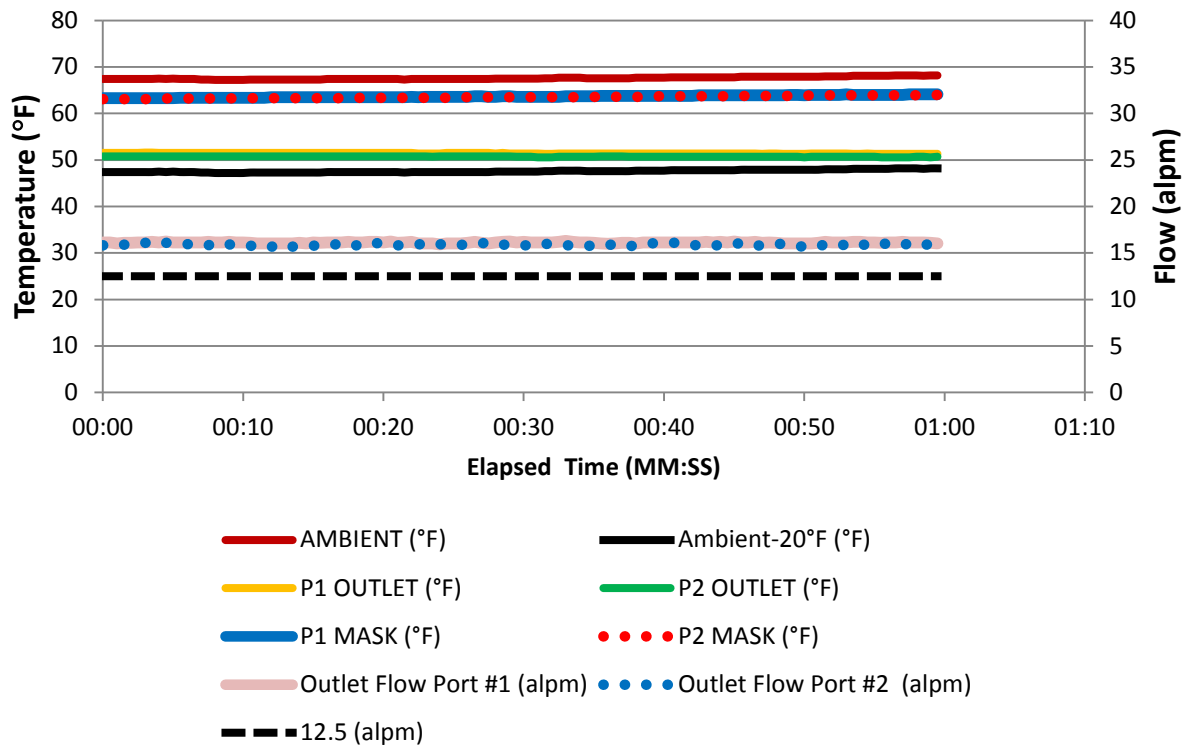 80
70
60
50
40
30
20
10
0
Temperature (°F)
40
35
30
25
20
15
10
5
0
Flow (alpm)
00:00 00:10 00:20 00:30 00:40 00:50 01:00 01:10
Elapsed Time (MM:SS)
AMBIENT (°F) Ambient-20°F (°F)
P1 OUTLET (°F) P2 OUTLET (°F)
P1 MASK (°F) P2 MASK (°F)
Outlet Flow Port #1 (alpm) Outlet Flow Port #2 (alpm)
12.5 (alpm)